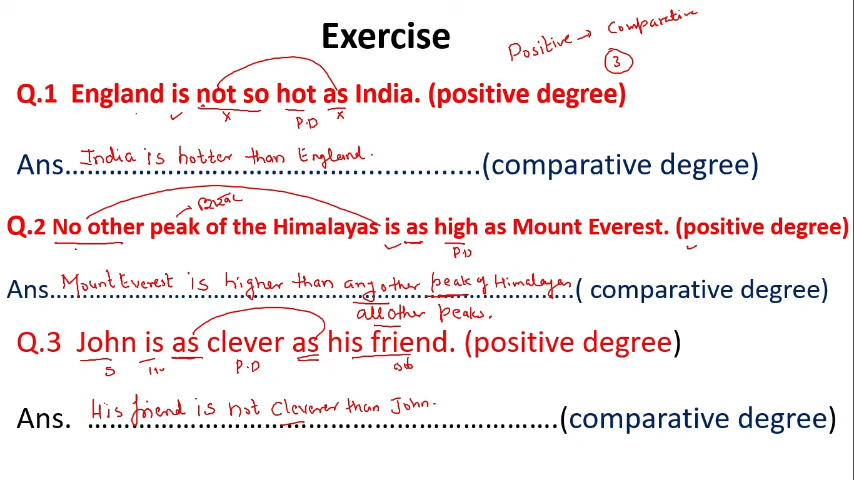 Exercise
Positive → Comparative
3
Q.1 England is not so hot as India. (positive degree)
x P.D x
Ans India is hotter than England. (comparative degree)
Q.2 No other peak of the Himalayas is as high as Mount Everest. (positive degree)
P.D
Ans. Mount Everest is higher than any other peak of Himalayas ( comparative degree)
all other peaks.
Q.3 John is as clever as his friend. (positive degree)
S P.D ob
Ans. His friend is not cleverer than John. (comparative degree)